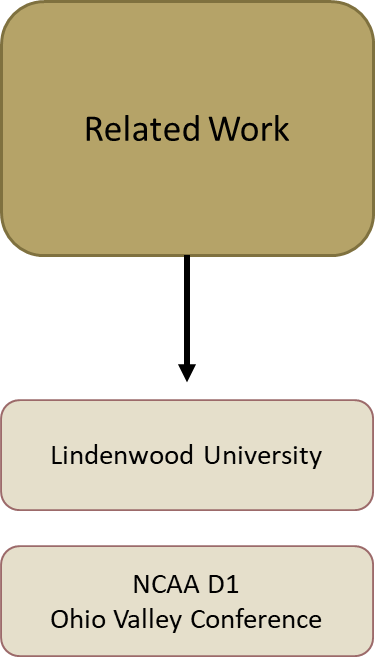 Related Work
Lindenwood University
NCAA D1
Ohio Valley Conference